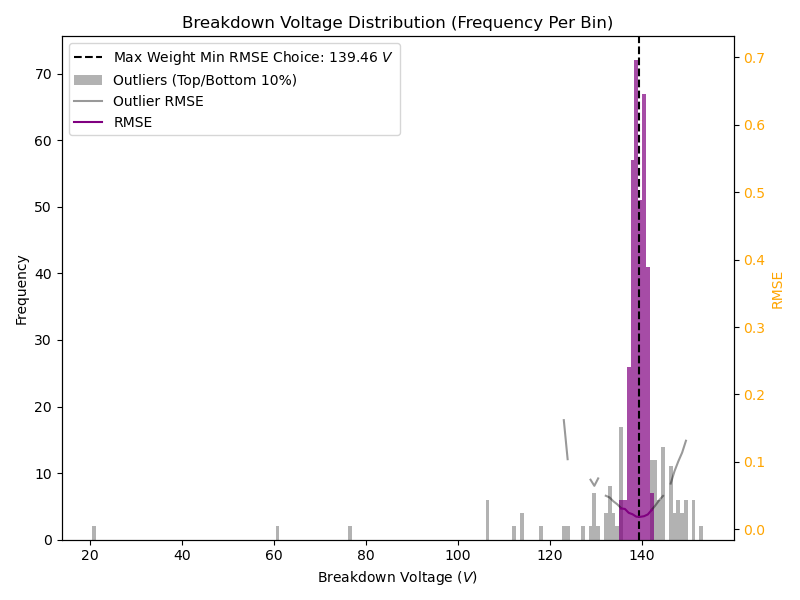 Breakdown Voltage Distribution (Frequency Per Bin)
Max Weight Min RMSE Choice: 139.46 V
Outliers (Top/Bottom 10%)
Outlier RMSE
RMSE
70
60
50
40
30
20
10
0
Frequency
0.7
0.6
0.5
0.4
0.3
0.2
0.1
0.0
RMSE
20 40 60 80 100 120 140
Breakdown Voltage (V)